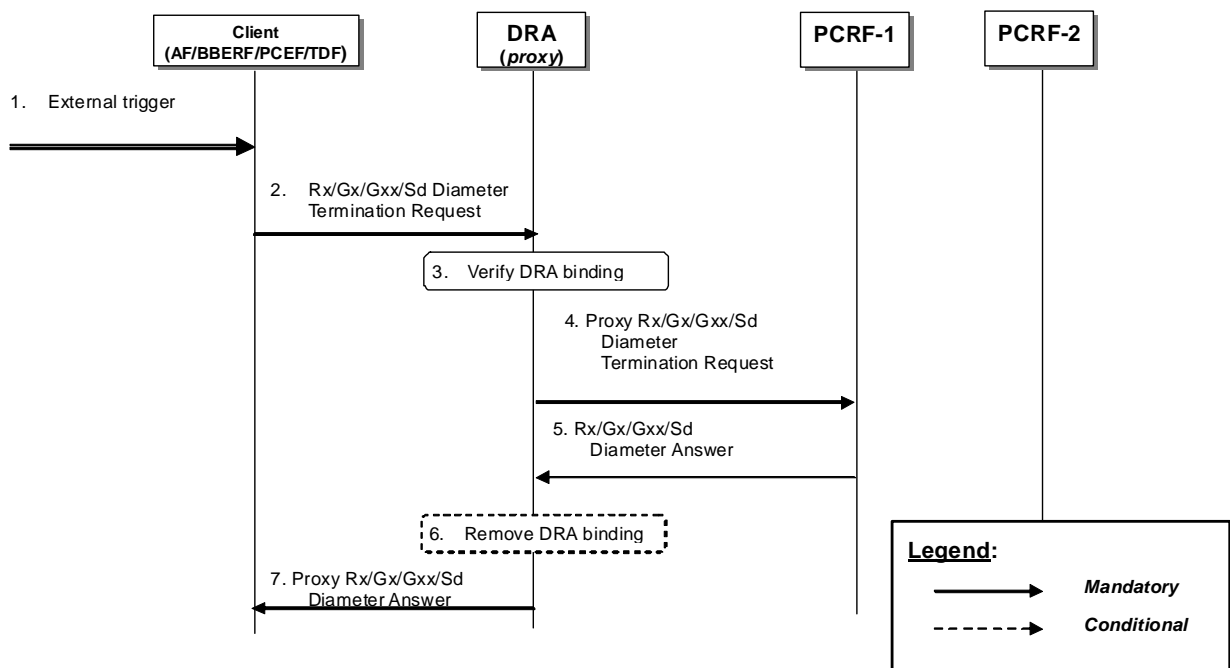 Client
(AF/BBERF/PCEF/TDF)
DRA
(proxy)
PCRF-1
PCRF-2
1. External trigger
2. Rx/Gx/Gxx/Sd Diameter
Termination Request
3. Verify DRA binding
4. Proxy Rx/Gx/Gxx/Sd
Diameter
Termination Request
5. Rx/Gx/Gxx/Sd
Diameter Answer
6. Remove DRA binding
7. Proxy Rx/Gx/Gxx/Sd
Diameter Answer
Legend:
Mandatory
Conditional